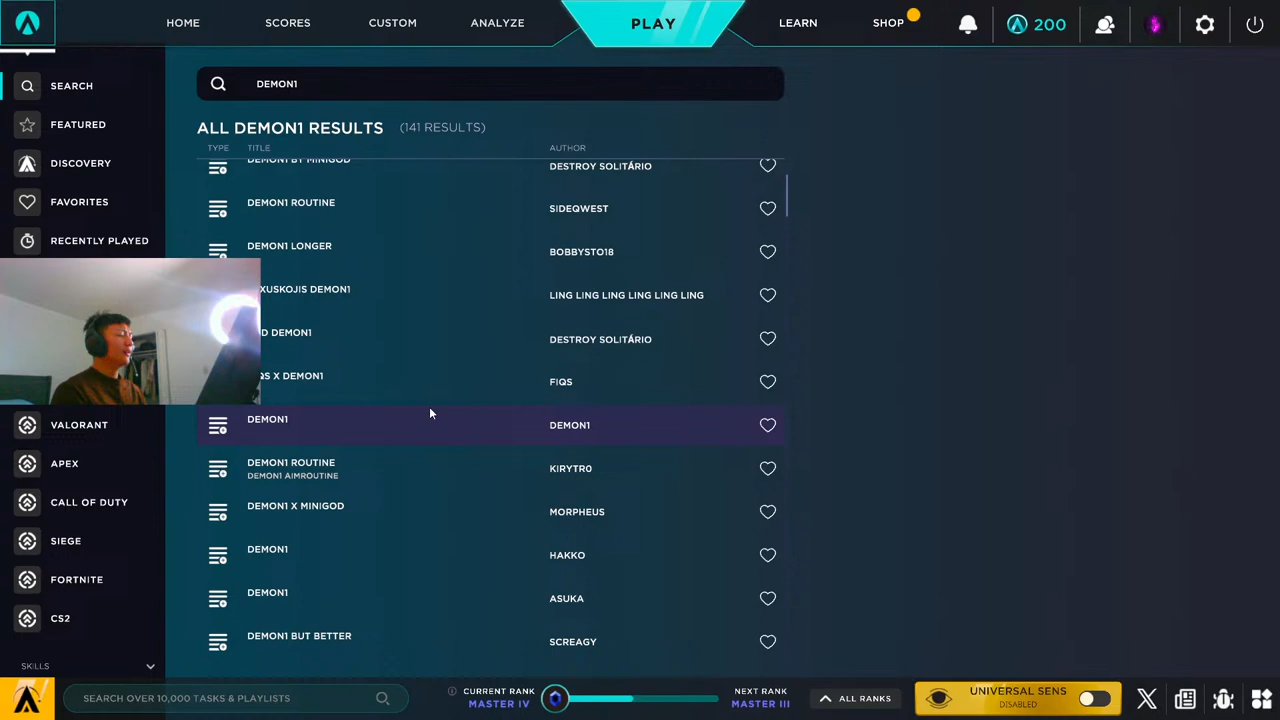 HOME
SCORES
CUSTOM
ANALYZE
PLAY
LEARN
SHOP
200
SEARCH
FEATURED
DISCOVERY
FAVORITES
RECENTLY PLAYED
VALORANT
APEX
CALL OF DUTY
SIEGE
FORTNITE
CS2
SKILLS
DEMON1
ALL DEMON1 RESULTS (141 RESULTS)
TYPE TITLE AUTHOR
DEMON1 BY MINIGOD DESTROY SOLITÁRIO
DEMON1 ROUTINE SIDEQWEST
DEMON1 LONGER BOBBYSTO18
XUSKOJIS DEMON1 LING LING LING LING LING LING
D DEMON1 DESTROY SOLITÁRIO
QS X DEMON1 FIQS
DEMON1 DEMON1
DEMON1 ROUTINE KIRYTR0
DEMON1 AIMROUTINE
DEMON1 X MINIGOD MORPHEUS
DEMON1 HAKKO
DEMON1 ASUKA
DEMON1 BUT BETTER SCREAGY
SEARCH OVER 10,000 TASKS & PLAYLISTS
CURRENT RANK
MASTER IV
NEXT RANK
MASTER III
ALL RANKS
UNIVERSAL SENS
DISABLED